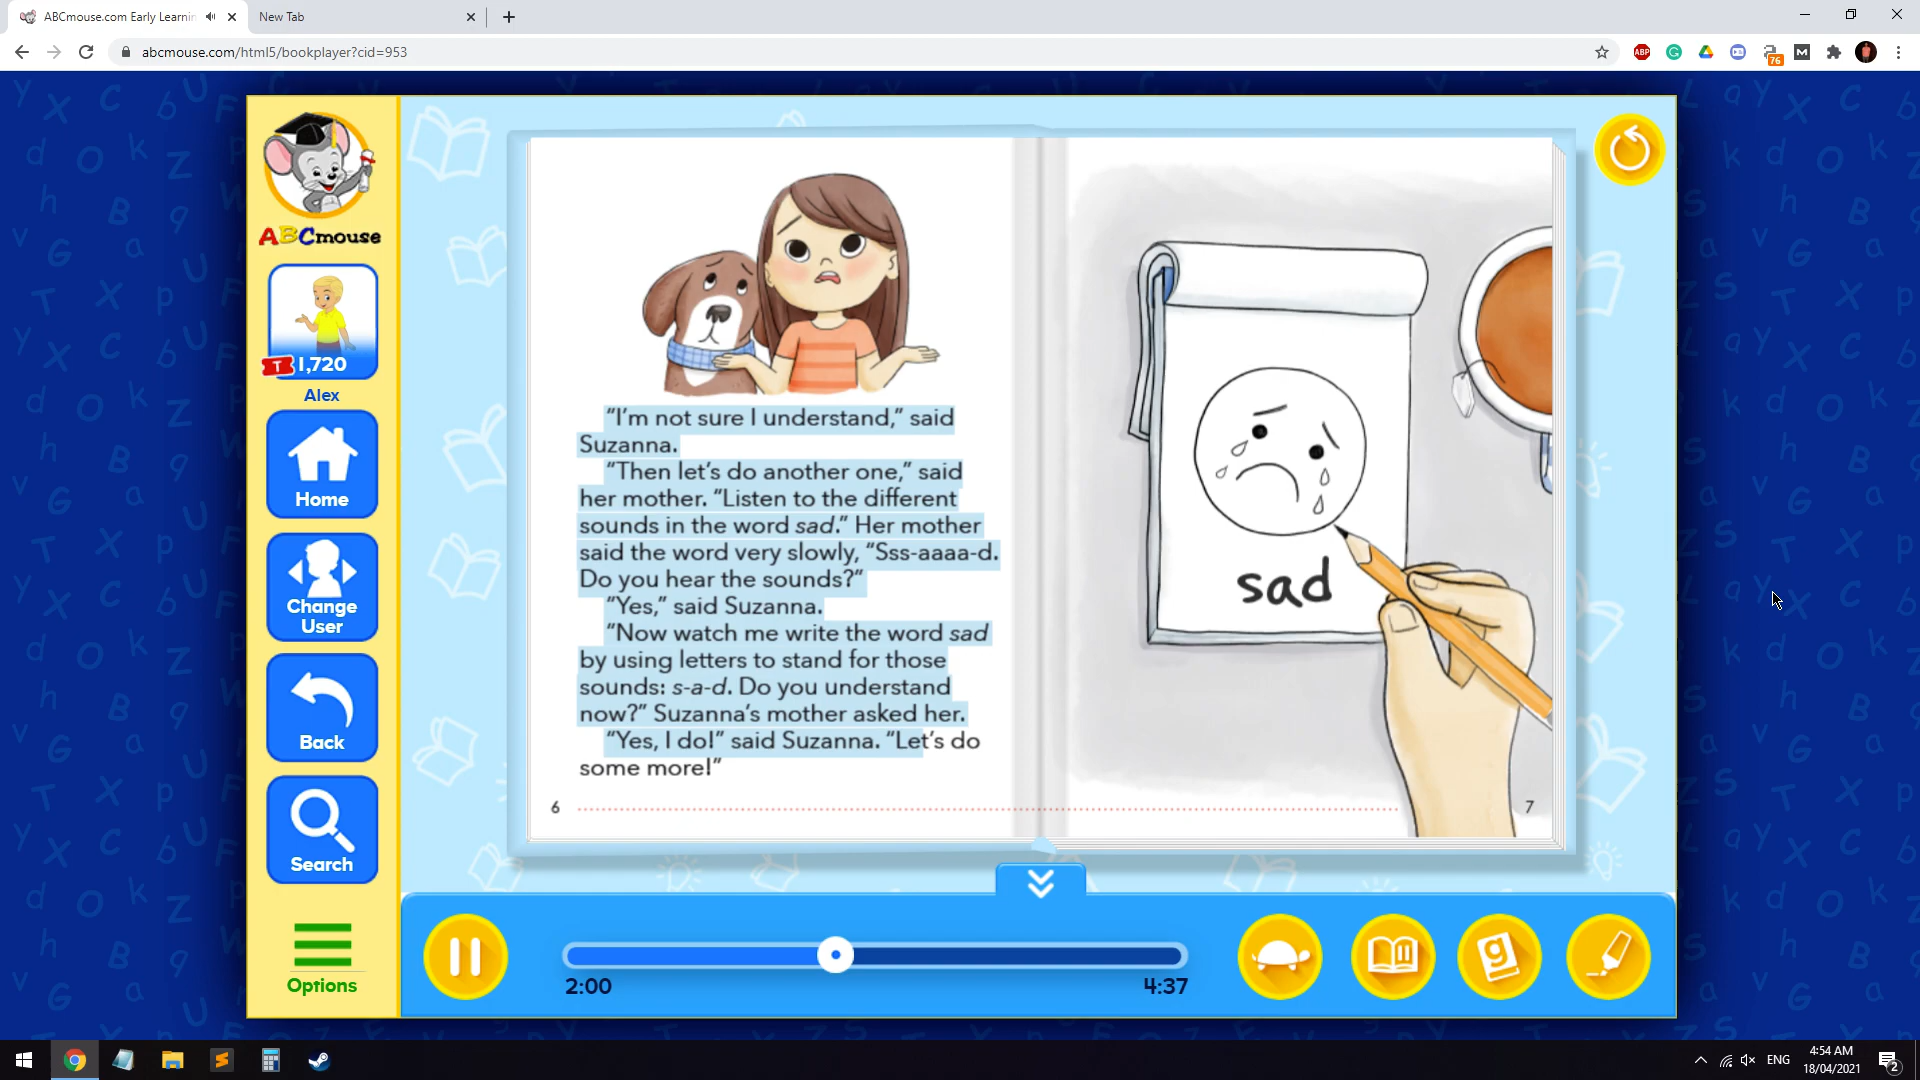 ABCmouse.com Early Learnin
New Tab
abcmouse.com/html5/bookplayer?cid=953
ABP
76
ABCmouse
T 1,720
Alex
Home
Change
User
Back
Search
Options
“I’m not sure I understand,” said
Suzanna.
“Then let’s do another one,” said
her mother. “Listen to the different
sounds in the word sad.” Her mother
said the word very slowly, “Sss-aaaa-d.
Do you hear the sounds?”
“Yes,” said Suzanna.
“Now watch me write the word sad
by using letters to stand for those
sounds: s-a-d. Do you understand
now?” Suzanna’s mother asked her.
“Yes, I do!” said Suzanna. “Let’s do
some more!”
6
sad
7
2:00
4:37
g
ENG
4:54 AM
18/04/2021
2